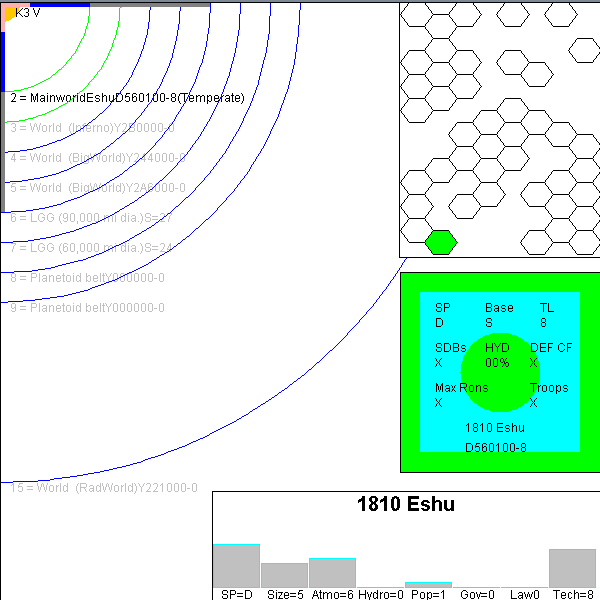 K3 V
2 = MainworldEshuD560100-8(Temperate)
3 = World  (Inferno)Y2B0000-0
4 = World  (BigWorld)Y244000-0
5 = World  (BigWorld)Y2A6000-0
6 = LGG (90,000 mi dia.)S=27
7 = LGG (60,000 mi dia.)S=24
8 = Planetoid beltY000000-0
9 = Planetoid beltY000000-0
15 = World  (RadWorld)Y221000-0
SP Base TL
D S 8
SDBs HYD DEF CF
X 00% X
Max Rons Troops
X X
1810 Eshu
D560100-8
1810 Eshu
SP=D Size=5 Atmo=6 Hydro=0 Pop=1 Gov=0 Law0 Tech=8